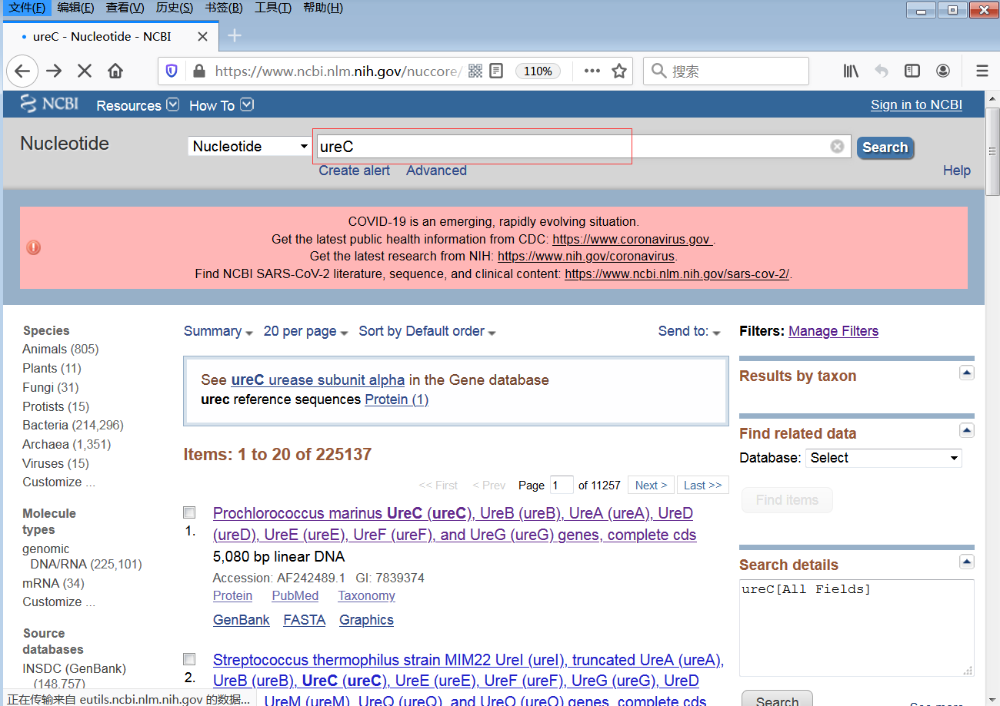 文件(F) 编辑(E) 查看(V) 历史(S) 书签(B) 工具(T) 帮助(H)
ureC - Nucleotide - NCBI
https://www.ncbi.nlm.nih.gov/nuccore/ 110% 搜索
NCBI Resources How To Sign in to NCBI
Nucleotide Nucleotide ureC Search
Create alert Advanced Help
COVID-19 is an emerging, rapidly evolving situation.
Get the latest public health information from CDC: https://www.coronavirus.gov .
Get the latest research from NIH: https://www.nih.gov/coronavirus.
Find NCBI SARS-CoV-2 literature, sequence, and clinical content: https://www.ncbi.nlm.nih.gov/sars-cov-2/.
Species
Animals (805)
Plants (11)
Fungi (31)
Protists (15)
Bacteria (214,296)
Archaea (1,351)
Viruses (15)
Customize ...
Molecule
types
genomic
DNA/RNA (225,101)
mRNA (34)
Customize ...
Source
databases
INSDC (GenBank)
(148,757)
Summary 20 per page Sort by Default order Send to:
See ureC urease subunit alpha in the Gene database
urec reference sequences Protein (1)
Items: 1 to 20 of 225137
<< First < Prev Page 1 of 11257 Next > Last >>
Prochlorococcus marinus UreC (ureC), UreB (ureB), UreA (ureA), UreD
1. (ureD), UreE (ureE), UreF (ureF), and UreG (ureG) genes, complete cds
5,080 bp linear DNA
Accession: AF242489.1 GI: 7839374
Protein PubMed Taxonomy
GenBank FASTA Graphics
Streptococcus thermophilus strain MIM22 UreI (ureI), truncated UreA (ureA),
2. UreB (ureB), UreC (ureC), UreE (ureE), UreF (ureF), UreG (ureG), UreD
UreM (ureM), UreQ (ureQ), and UreO (ureO) genes, complete cds
Filters: Manage Filters
Results by taxon
Find related data
Database: Select
Find items
Search details
ureC[All Fields]
Search See more
正在传输来自 eutils.ncbi.nlm.nih.gov 的数据...